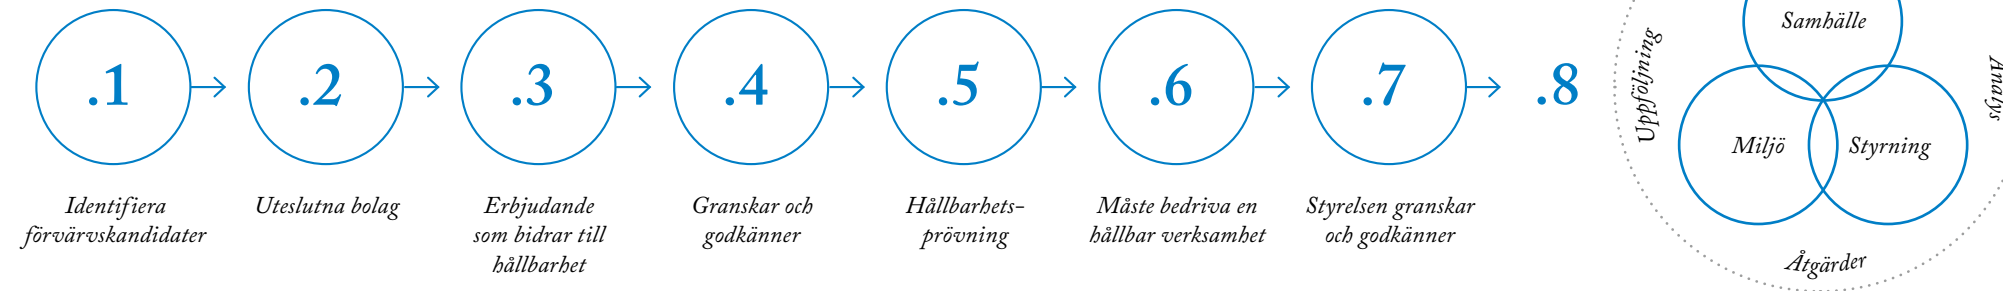 .1
.2
.3
.4
.5
.6
.7
.8
Identifiera
förvärvskandidater
Uteslutna bolag
Erbjudande
som bidrar till
hållbarhet
Granskar och
godkänner
Hållbarhets-
prövning
Måste bedriva en
hållbar verksamhet
Styrelsen granskar
och godkänner
Uppföljning
Samhälle
Analys
Miljö
Styrning
Åtgärder